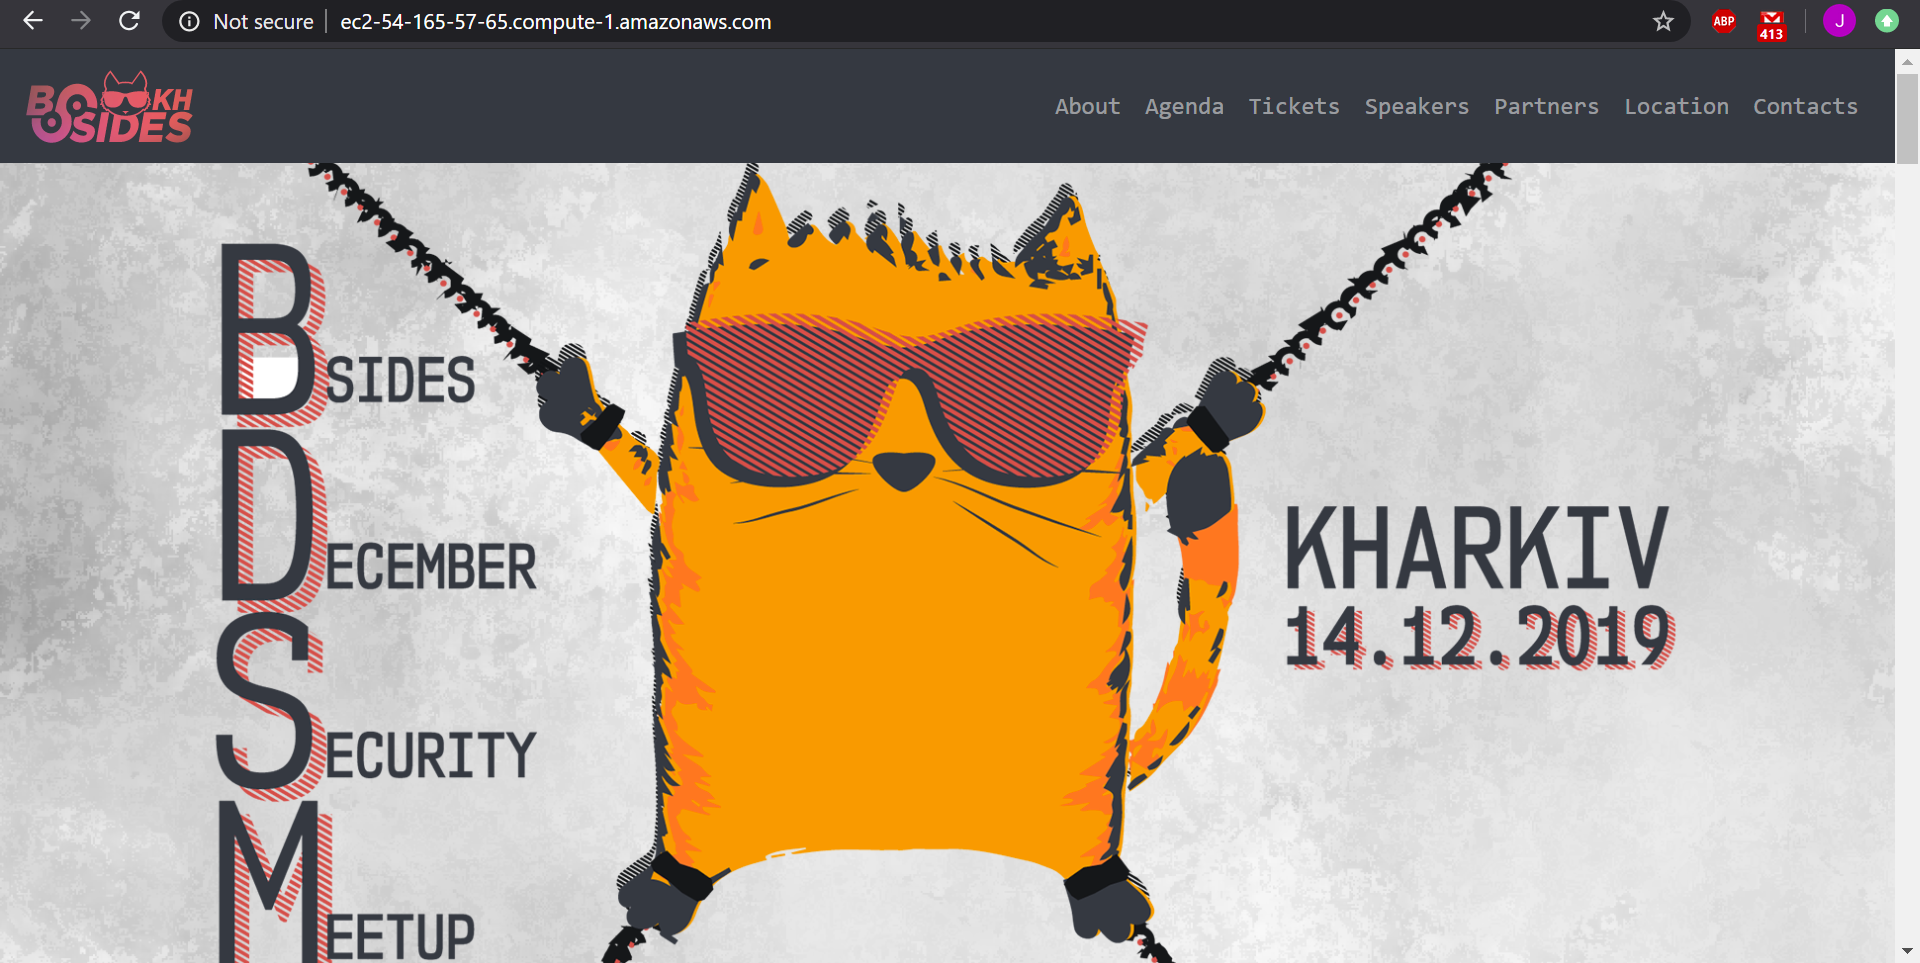 Not secure
ec2-54-165-57-65.compute-1.amazonaws.com
ABP
413
J
BSIDES KH
About Agenda Tickets Speakers Partners Location Contacts
BSIDES
DECEMBER
SECURITY
MEETUP
KHARKIV
14.12.2019